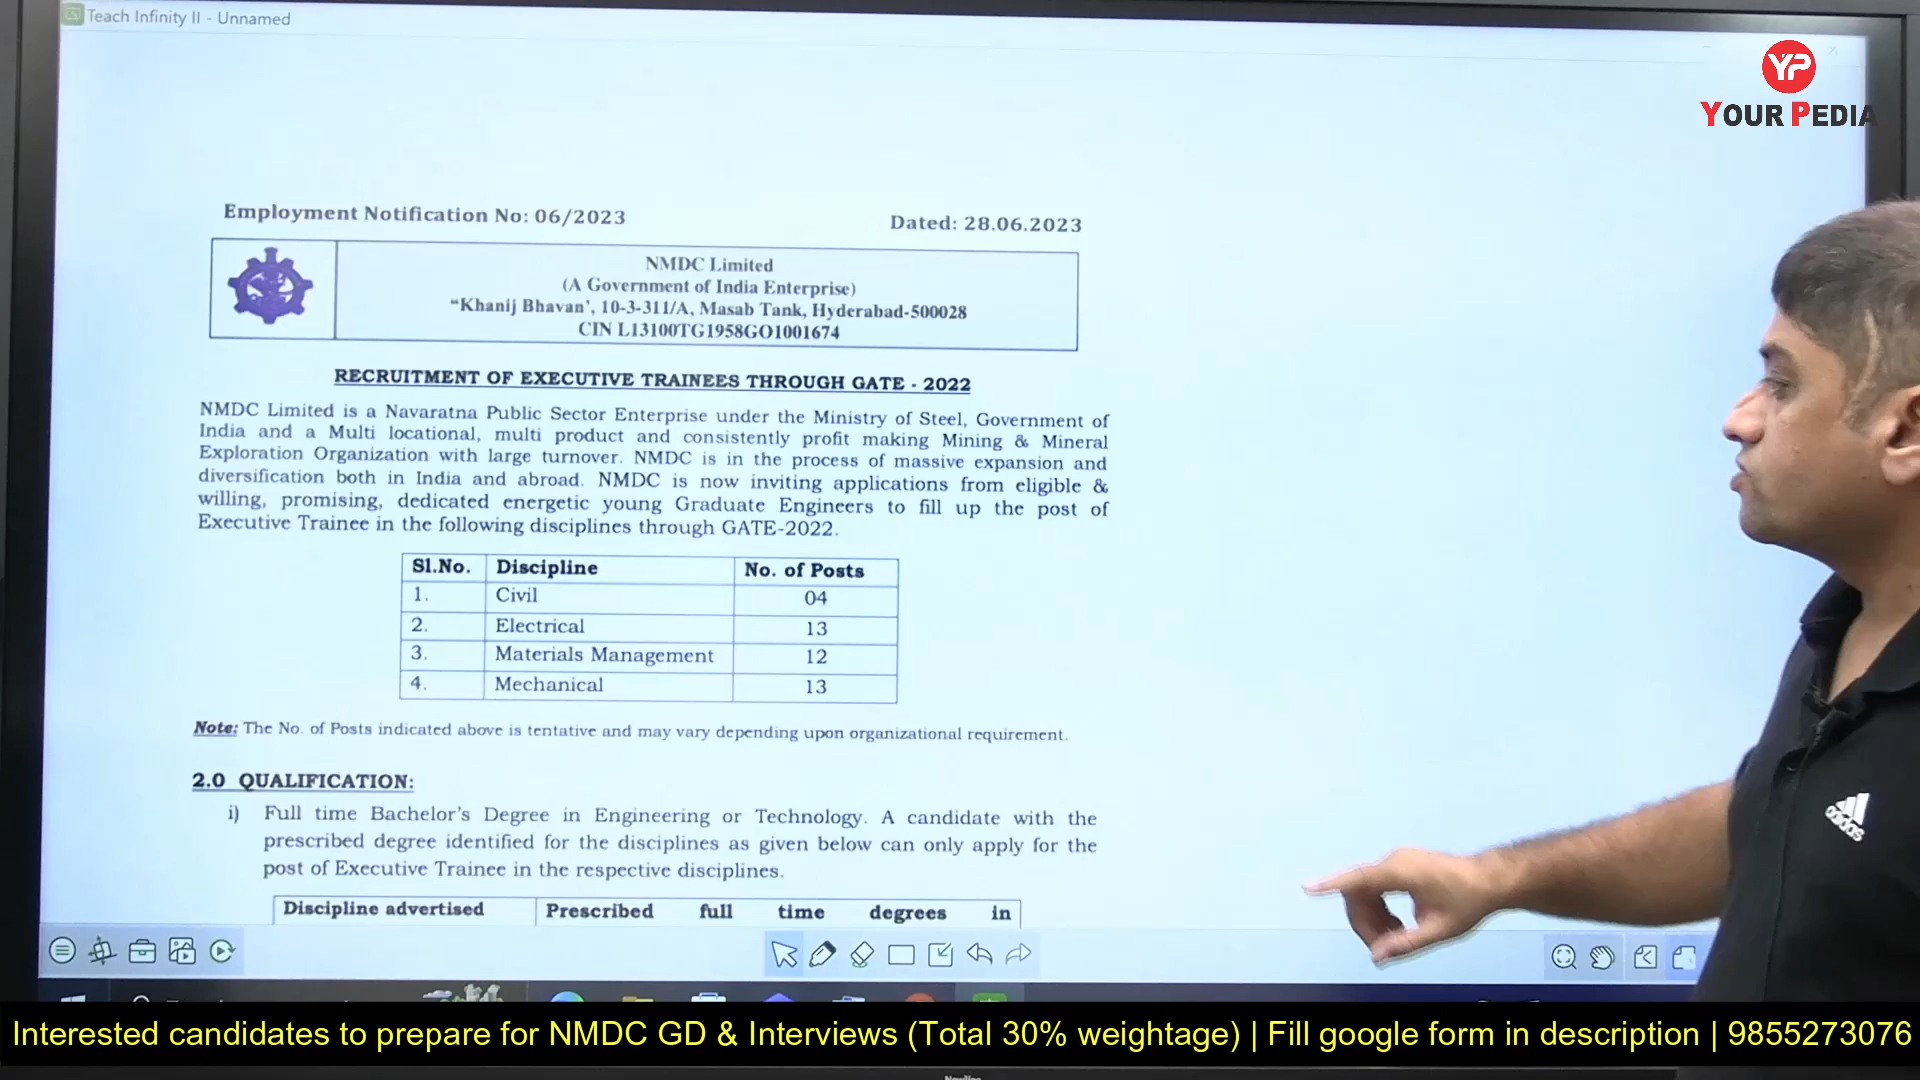 Teach Infinity II - Unnamed
YP
YOUR PEDIA
Employment Notification No: 06/2023 Dated: 28.06.2023
NMDC Limited
(A Government of India Enterprise)
“Khanij Bhavan’, 10-3-311/A, Masab Tank, Hyderabad-500028
CIN L13100TG1958GO1001674
RECRUITMENT OF EXECUTIVE TRAINEES THROUGH GATE - 2022
NMDC Limited is a Navaratna Public Sector Enterprise under the Ministry of Steel, Government of
India and a Multi locational, multi product and consistently profit making Mining & Mineral
Exploration Organization with large turnover. NMDC is in the process of massive expansion and
diversification both in India and abroad. NMDC is now inviting applications from eligible &
willing, promising, dedicated energetic young Graduate Engineers to fill up the post of
Executive Trainee in the following disciplines through GATE-2022.
Sl.No. Discipline No. of Posts
1. Civil 04
2. Electrical 13
3. Materials Management 12
4. Mechanical 13
Note: The No. of Posts indicated above is tentative and may vary depending upon organizational requirement.
2.0 QUALIFICATION:
i) Full time Bachelor's Degree in Engineering or Technology. A candidate with the
prescribed degree identified for the disciplines as given below can only apply for the
post of Executive Trainee in the respective disciplines.
Discipline advertised Prescribed full time degrees in
adidas
Interested candidates to prepare for NMDC GD & Interviews (Total 30% weightage) | Fill google form in description | 9855273076